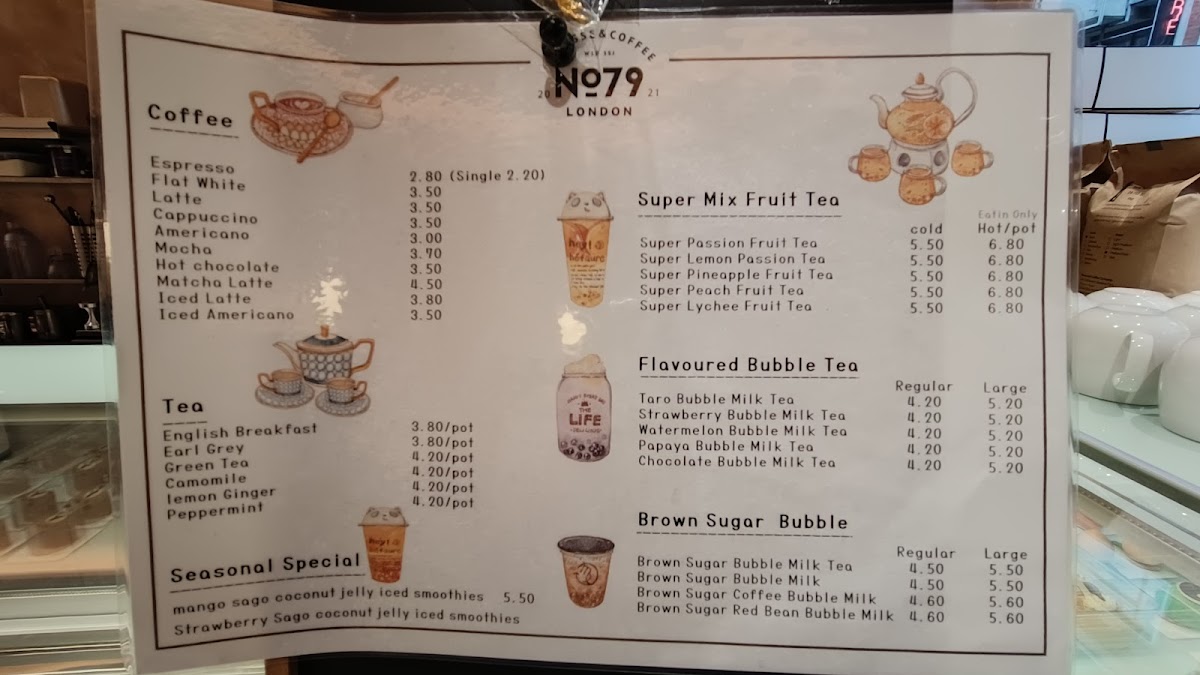 & COFFEE
No79
20 21
LONDON
Coffee
Espresso 2.80 (Single 2.20)
Flat White 3.50
Latte 3.50
Cappuccino 3.50
Americano 3.00
Mocha 3.70
Hot chocolate 3.50
Matcha Latte 4.50
Iced Latte 3.80
Iced Americano 3.50
Tea
English Breakfast 3.80/pot
Earl Grey 3.80/pot
Green Tea 4.20/pot
Camomile 4.20/pot
lemon Ginger 4.20/pot
Peppermint 4.20/pot
Seasonal Special
mango sago coconut jelly iced smoothies 5.50
Strawberry Sago coconut jelly iced smoothies
Super Mix Fruit Tea
Eatin Only
cold Hot/pot
Super Passion Fruit Tea 5.50 6.80
Super Lemon Passion Tea 5.50 6.80
Super Pineapple Fruit Tea 5.50 6.80
Super Peach Fruit Tea 5.50 6.80
Super Lychee Fruit Tea 5.50 6.80
Flavoured Bubble Tea
Regular Large
Taro Bubble Milk Tea 4.20 5.20
Strawberry Bubble Milk Tea 4.20 5.20
Watermelon Bubble Milk Tea 4.20 5.20
Papaya Bubble Milk Tea 4.20 5.20
Chocolate Bubble Milk Tea 4.20 5.20
THE
LIFE
Brown Sugar Bubble
Regular Large
Brown Sugar Bubble Milk Tea 4.50 5.50
Brown Sugar Bubble Milk 4.50 5.50
Brown Sugar Coffee Bubble Milk 4.60 5.60
Brown Sugar Red Bean Bubble Milk 4.60 5.60